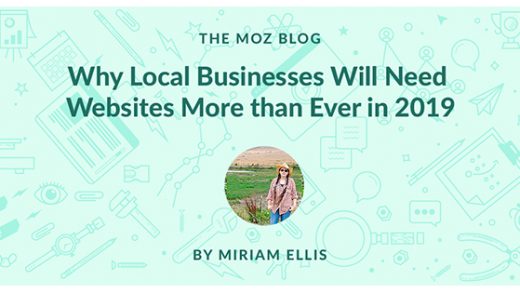 THE MOZ BLOG
Why Local Businesses Will Need
Websites More than Ever in 2019
BY MIRIAM ELLIS